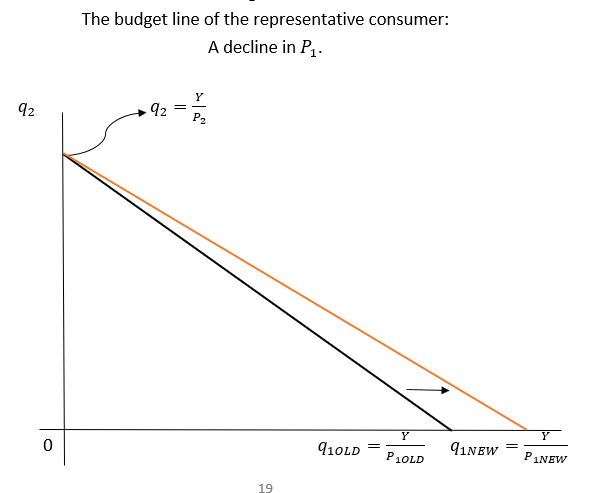 The budget line of the representative consumer:
A decline in P₁.
q₂
q₂ = Y/P₂
0
q₁OLD = Y/P₁OLD
q₁NEW = Y/P₁NEW
19